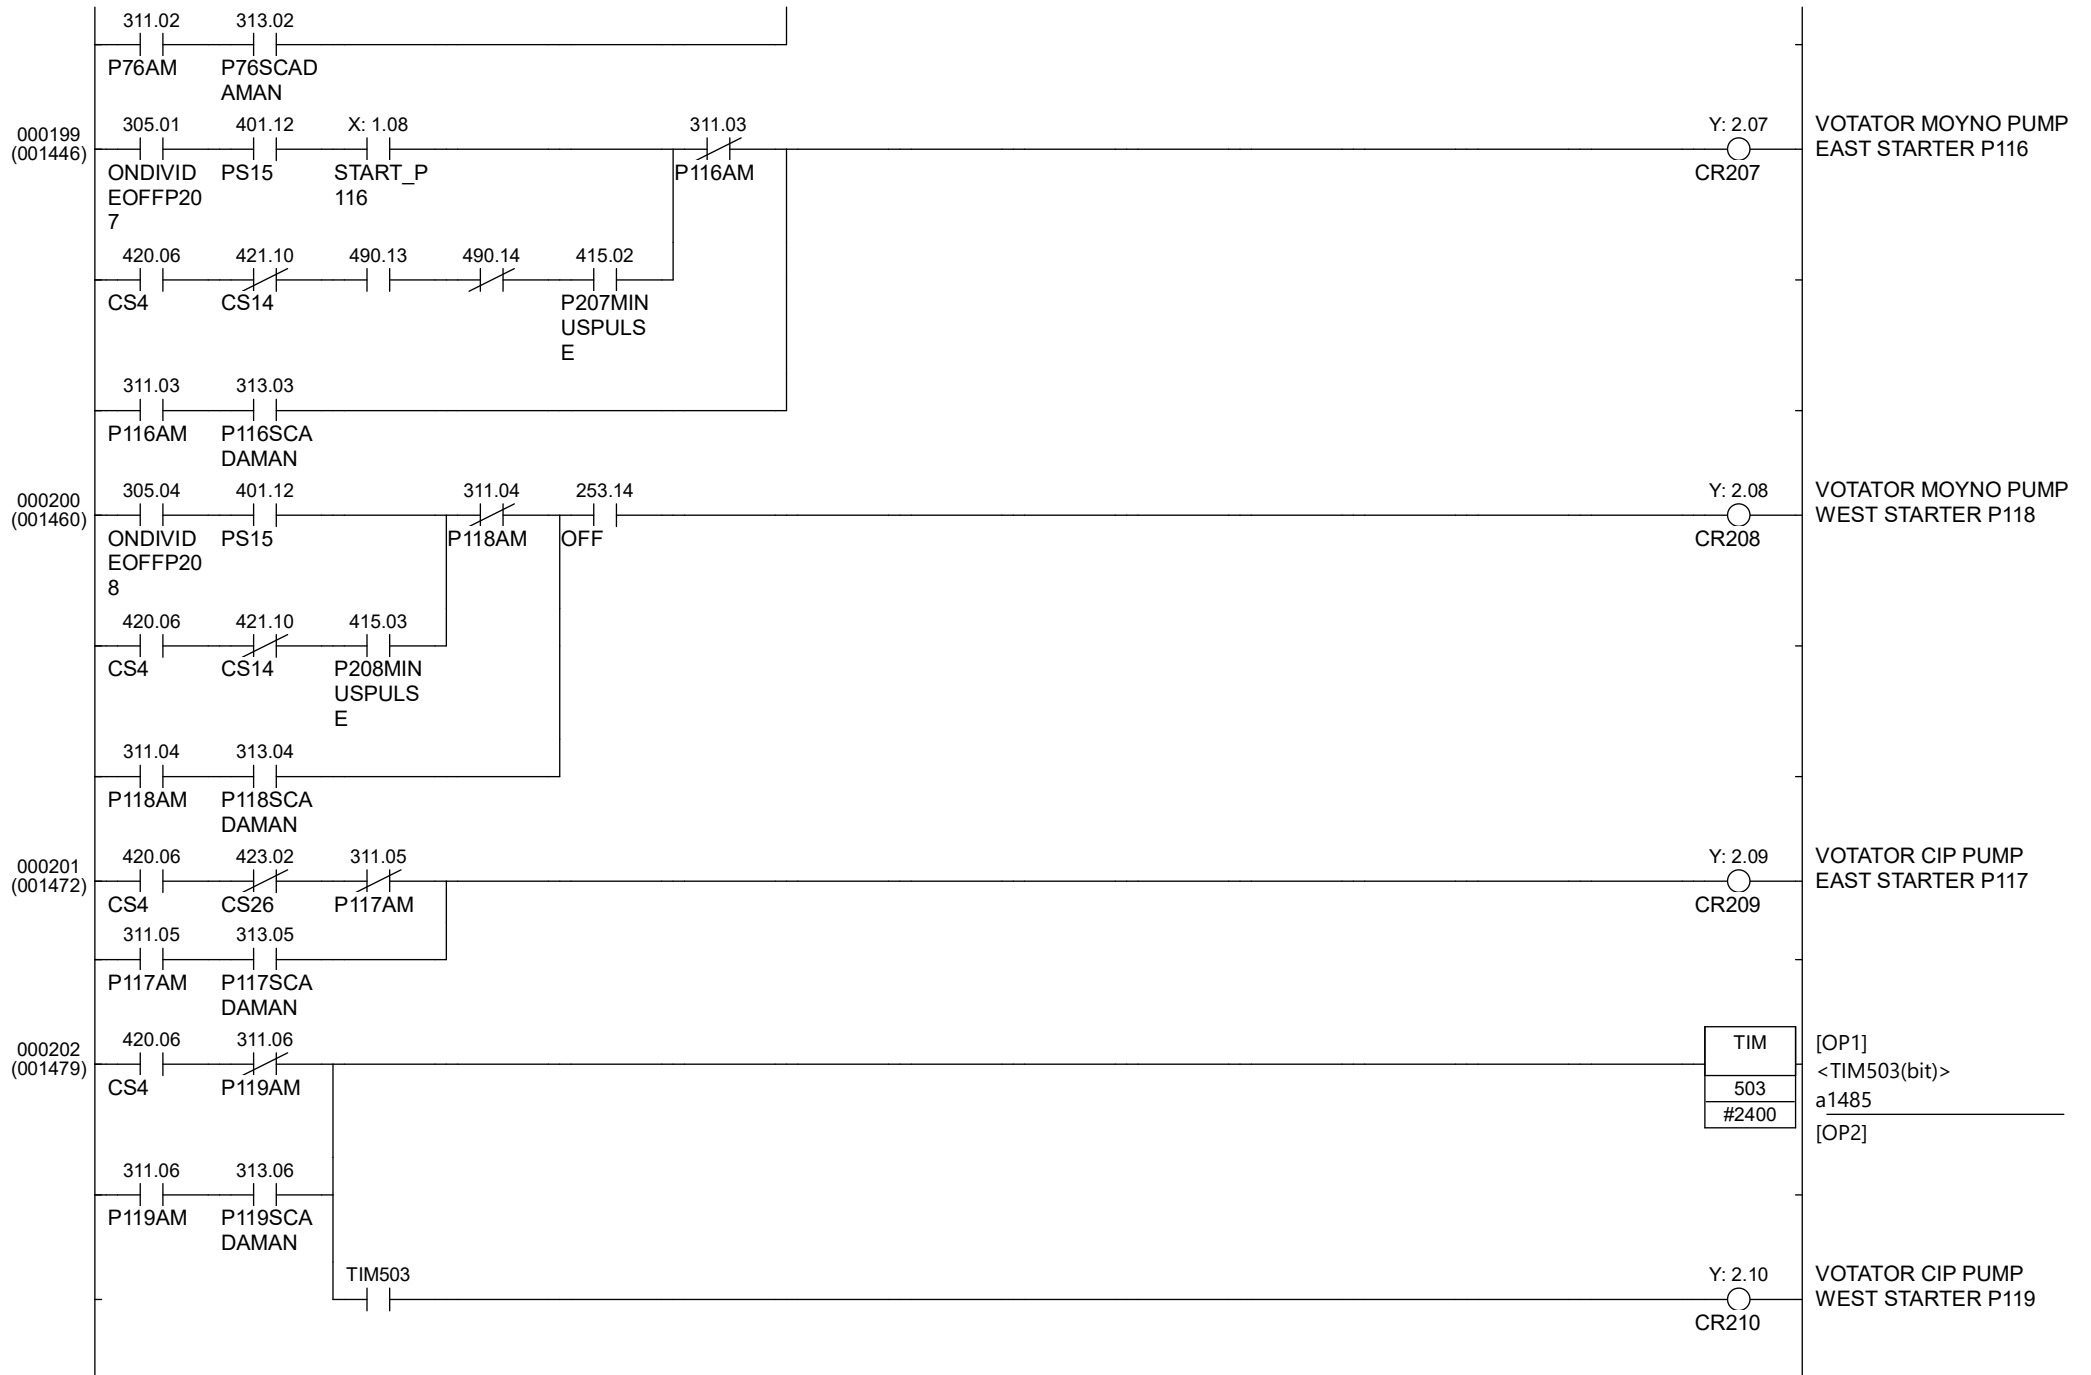 311.02 313.02
P76AM P76SCAD
AMAN
000199
(001446)
305.01 401.12 X: 1.08 311.03 Y: 2.07
ONDIVID PS15 START_P P116AM CR207
EOFFP20 116
7
VOTATOR MOYNO PUMP
EAST STARTER P116
420.06 421.10 490.13 490.14 415.02
CS4 CS14 P207MIN
USPULS
E
311.03 313.03
P116AM P116SCA
DAMAN
000200
(001460)
305.04 401.12 311.04 253.14 Y: 2.08
ONDIVID PS15 P118AM OFF CR208
EOFFP20
8
VOTATOR MOYNO PUMP
WEST STARTER P118
420.06 421.10 415.03
CS4 CS14 P208MIN
USPULS
E
311.04 313.04
P118AM P118SCA
DAMAN
000201
(001472)
420.06 423.02 311.05 Y: 2.09
CS4 CS26 P117AM CR209
VOTATOR CIP PUMP
EAST STARTER P117
311.05 313.05
P117AM P117SCA
DAMAN
000202
(001479)
420.06 311.06 TIM
CS4 P119AM 503
#2400
[OP1]
<TIM503(bit)>
a1485
[OP2]
311.06 313.06
P119AM P119SCA
DAMAN
TIM503 Y: 2.10
CR210
VOTATOR CIP PUMP
WEST STARTER P119